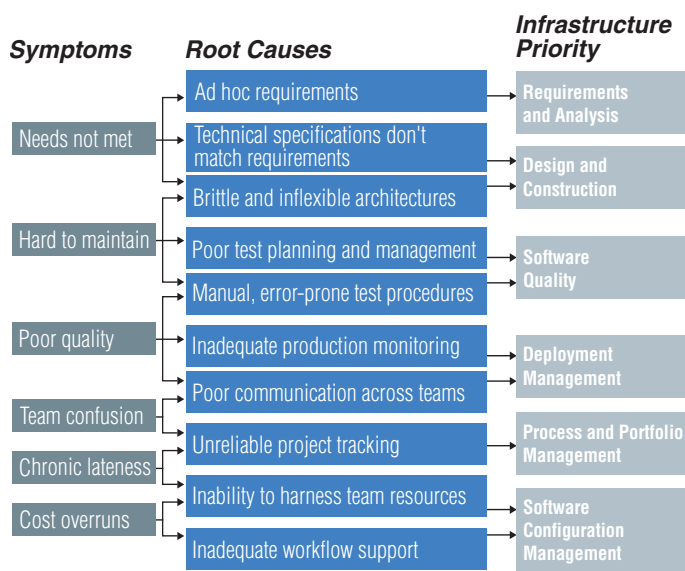 Symptoms
Root Causes
Infrastructure
Priority
Needs not met
Hard to maintain
Poor quality
Team confusion
Chronic lateness
Cost overruns
Ad hoc requirements
Technical specifications don't
match requirements
Brittle and inflexible architectures
Poor test planning and management
Manual, error-prone test procedures
Inadequate production monitoring
Poor communication across teams
Unreliable project tracking
Inability to harness team resources
Inadequate workflow support
Requirements
and Analysis
Design and
Construction
Software
Quality
Deployment
Management
Process and Portfolio
Management
Software
Configuration
Management